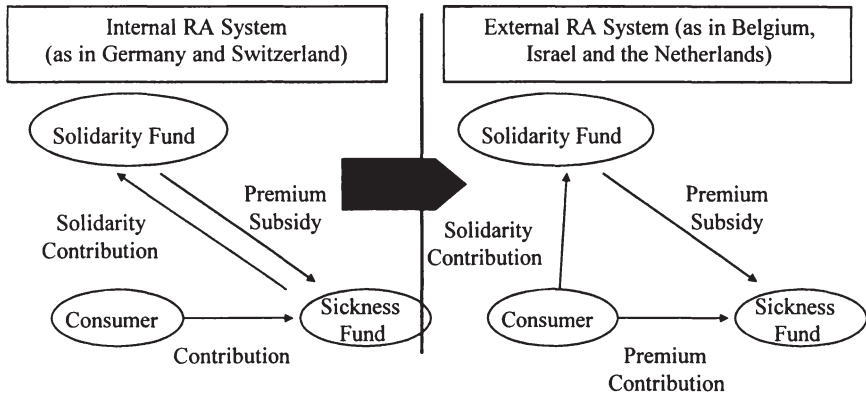 Internal RA System
(as in Germany and Switzerland)
Solidarity Fund
Premium
Subsidy
Solidarity
Contribution
Consumer
Sickness
Fund
Contribution
External RA System (as in Belgium,
Israel and the Netherlands)
Solidarity Fund
Premium
Subsidy
Solidarity
Contribution
Consumer
Sickness
Fund
Premium
Contribution